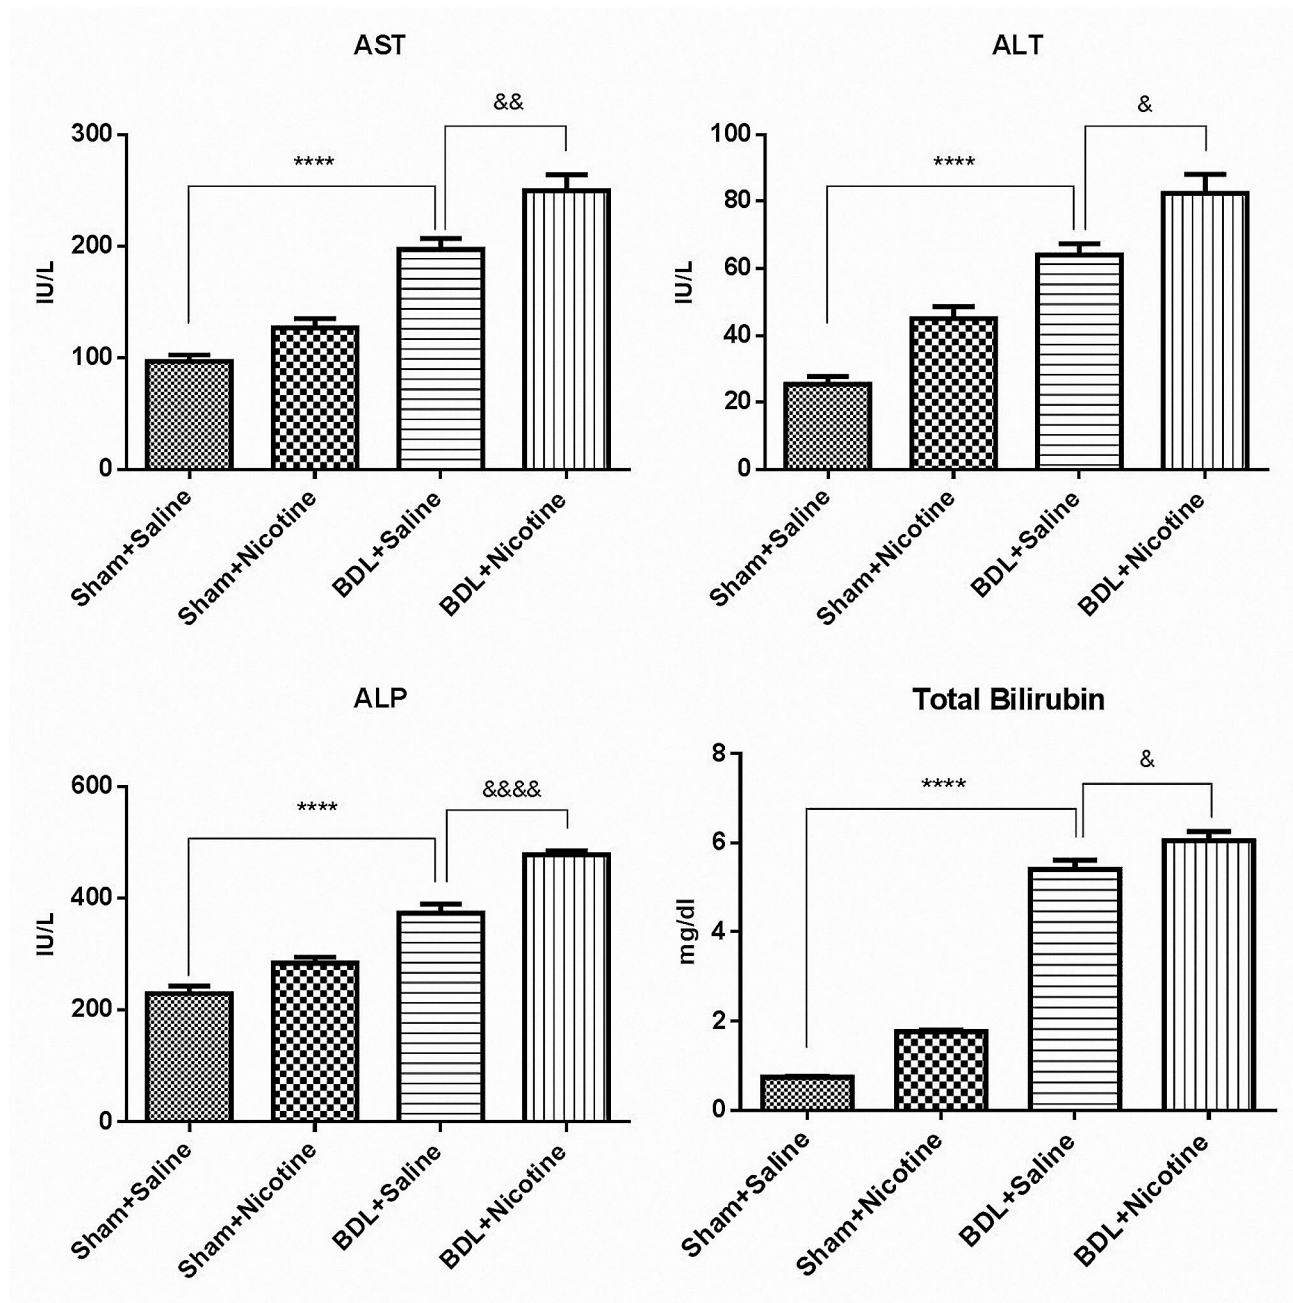 AST
&&
****
300
200
100
0
IU/L
Sham+Saline
Sham+Nicotine
BDL+Saline
BDL+Nicotine
ALT
&
****
100
80
60
40
20
0
IU/L
Sham+Saline
Sham+Nicotine
BDL+Saline
BDL+Nicotine
ALP
&&&&
****
600
400
200
0
IU/L
Sham+Saline
Sham+Nicotine
BDL+Saline
BDL+Nicotine
Total Bilirubin
&
****
8
6
4
2
0
mg/dl
Sham+Saline
Sham+Nicotine
BDL+Saline
BDL+Nicotine